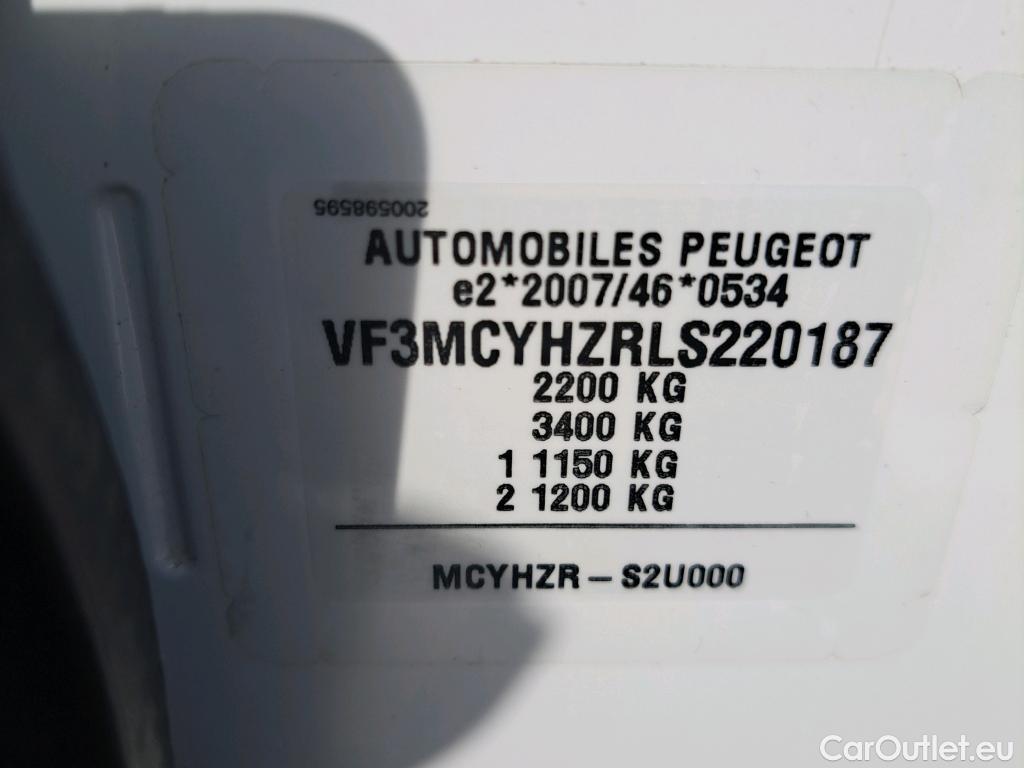 200598595
AUTOMOBILES PEUGEOT
e2*2007/46*0534
VF3MCYHZRLS220187
2200 KG
3400 KG
1 1150 KG
2 1200 KG
MCYHZR – S2U000
CarOutlet.eu